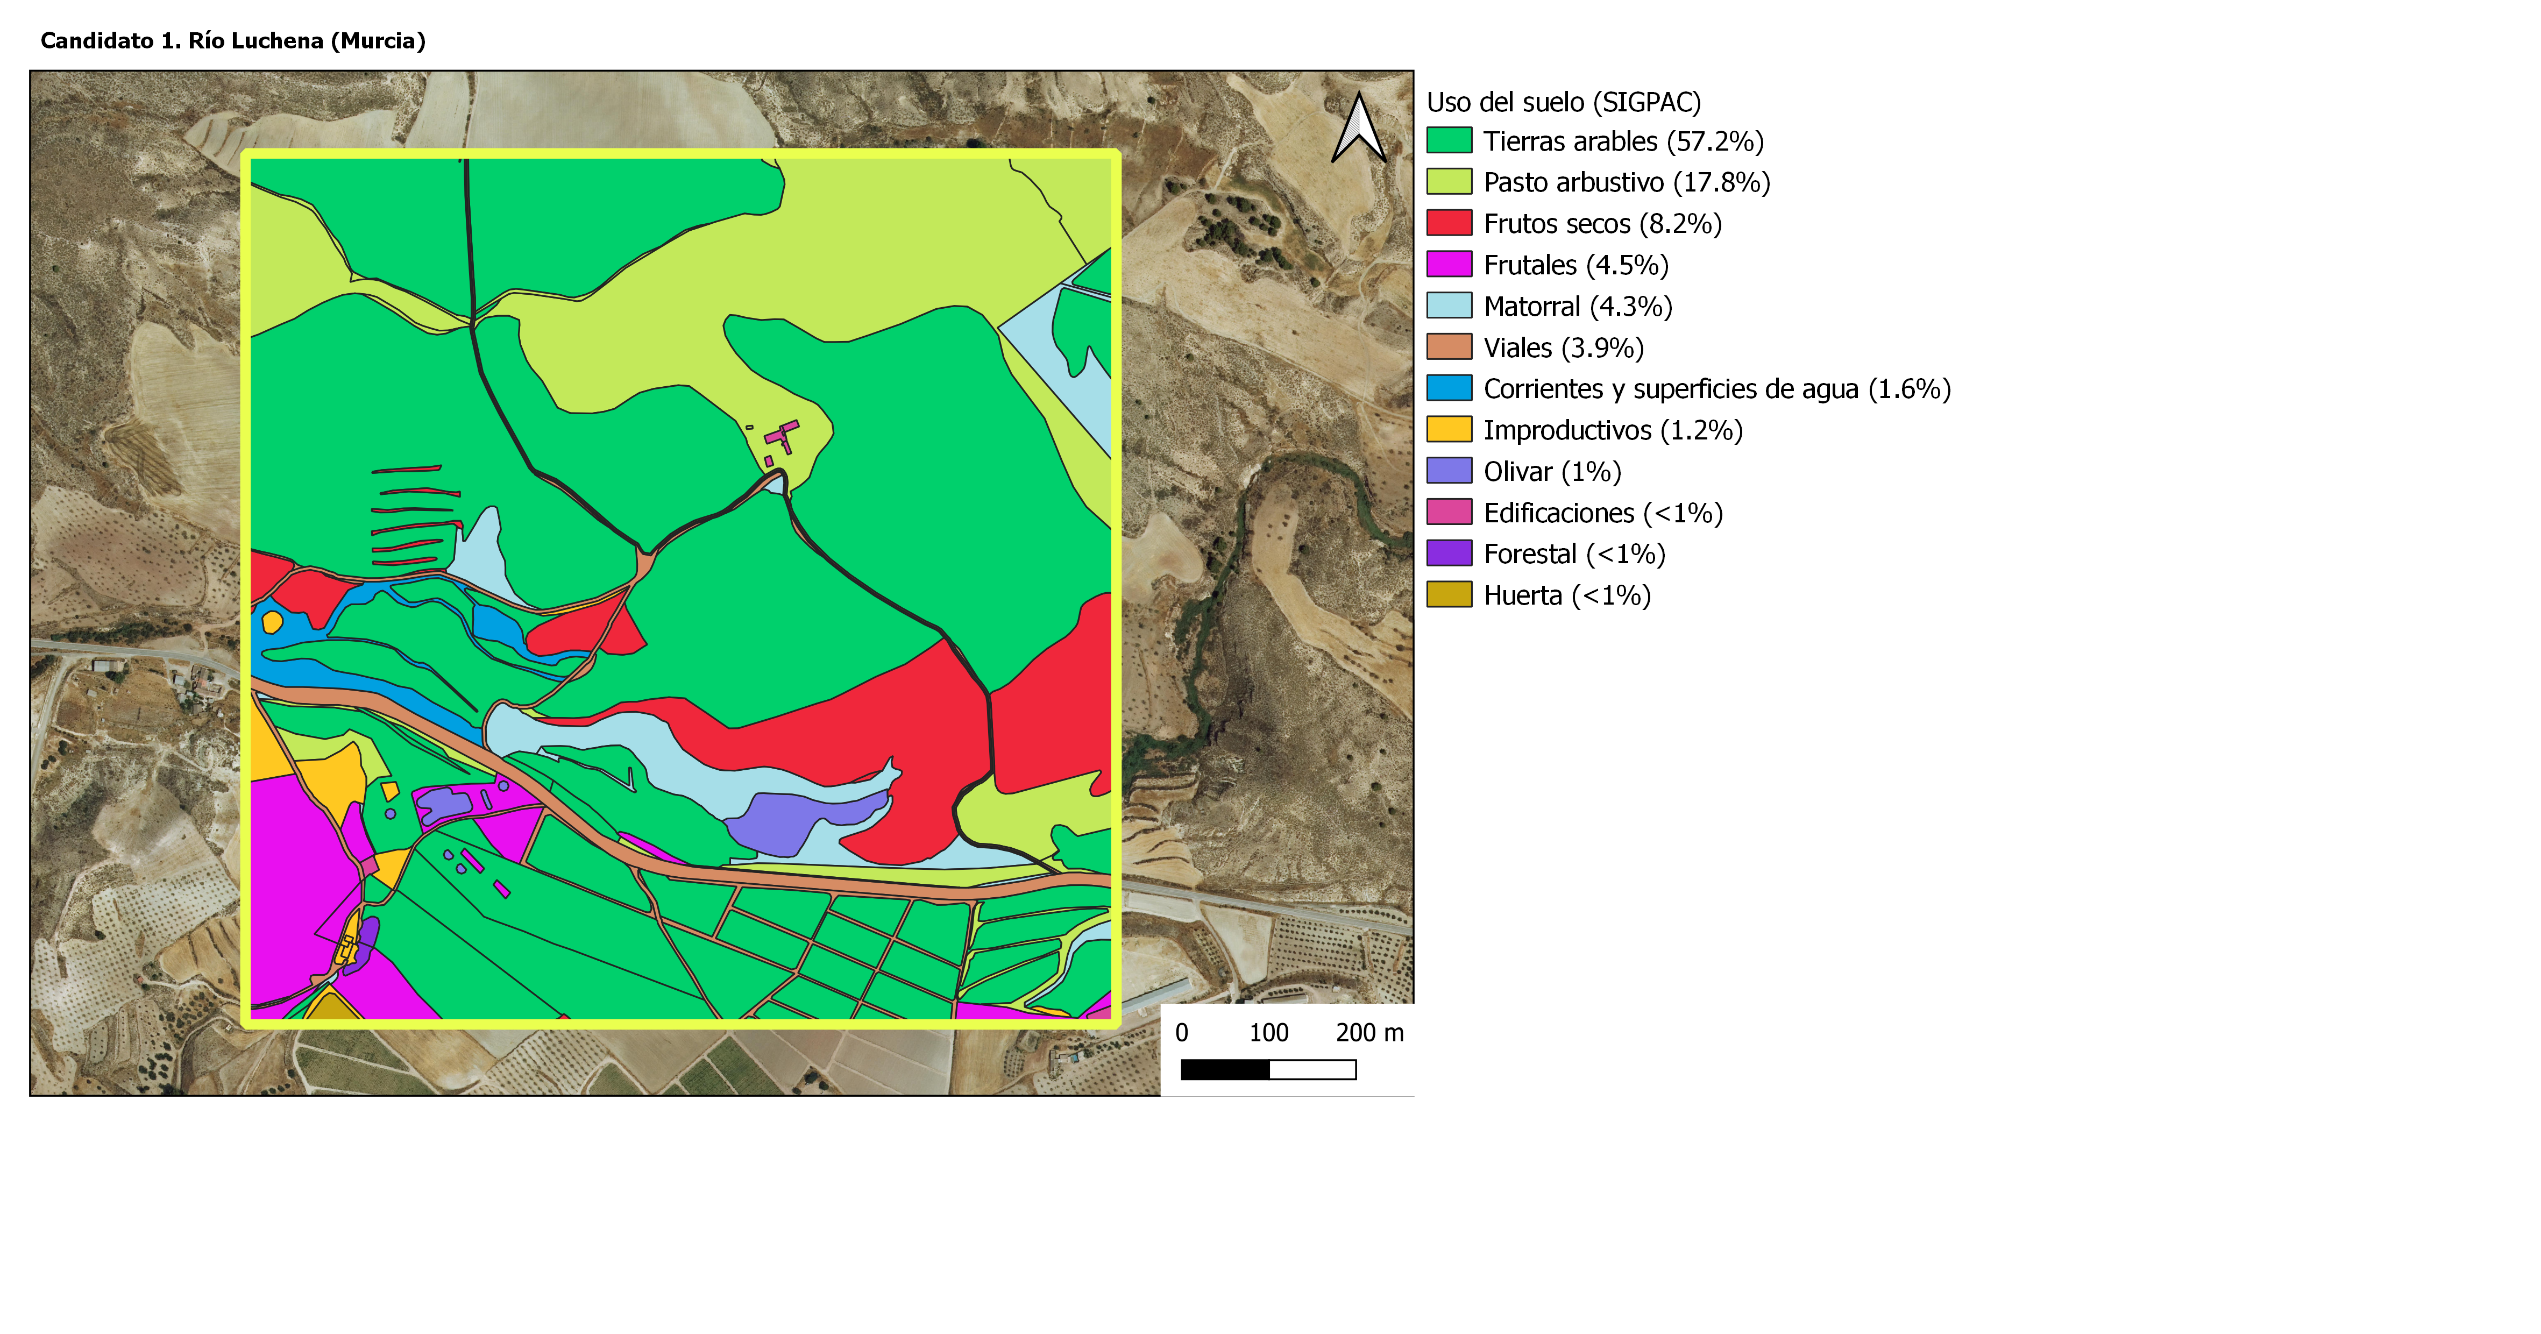 Candidato 1. Río Luchena (Murcia)
Uso del suelo (SIGPAC)
Tierras arables (57.2%)
Pasto arbustivo (17.8%)
Frutos secos (8.2%)
Frutales (4.5%)
Matorral (4.3%)
Viales (3.9%)
Corrientes y superficies de agua (1.6%)
Improductivos (1.2%)
Olivar (1%)
Edificaciones (<1%)
Forestal (<1%)
Huerta (<1%)
0 100 200 m